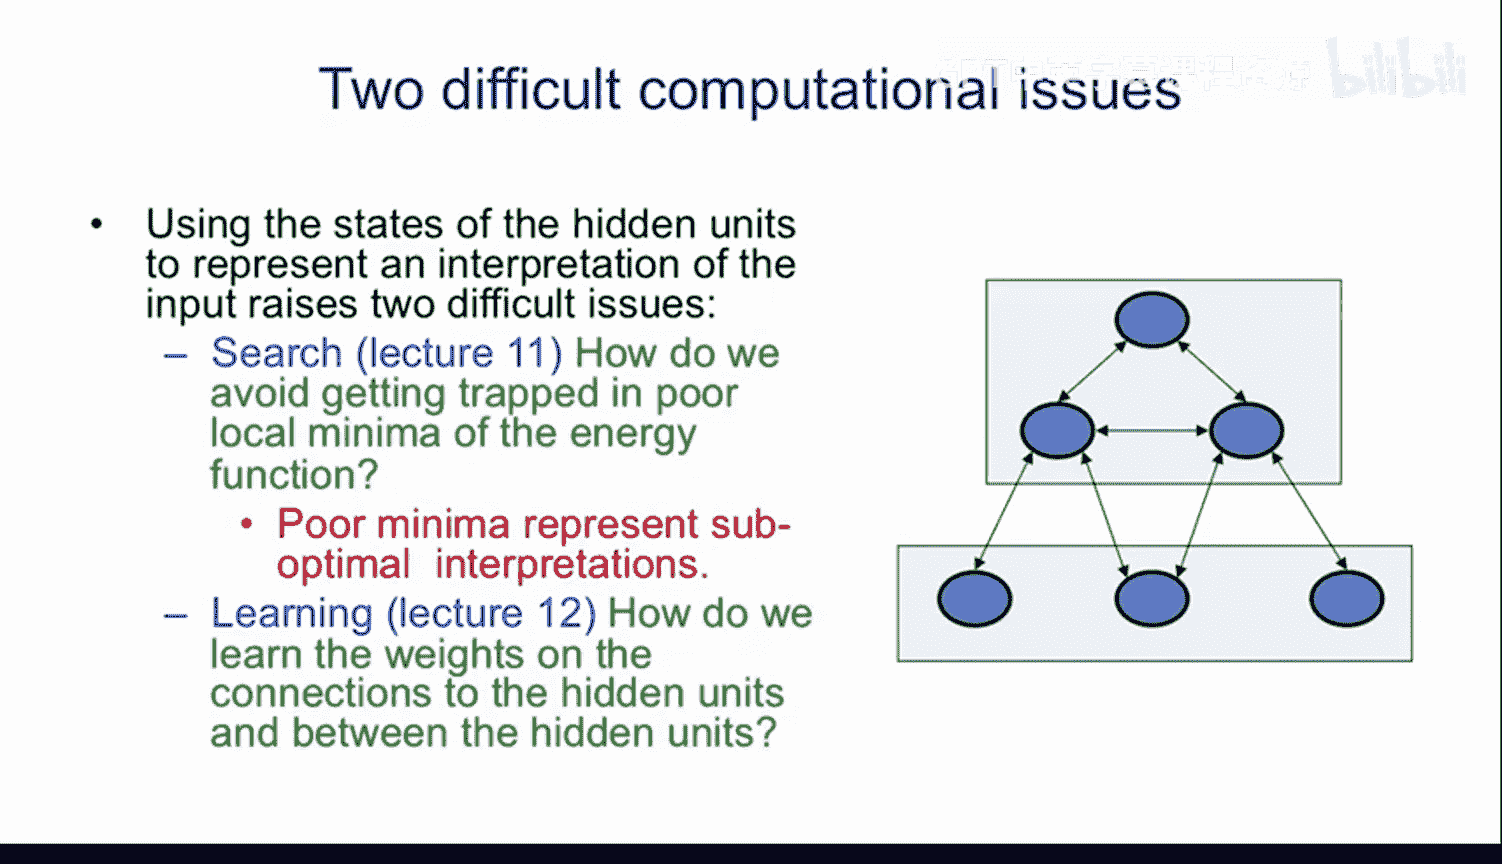 Two difficult computational issues
bilibili
• Using the states of the hidden units
to represent an interpretation of the
input raises two difficult issues:
– Search (lecture 11) How do we
avoid getting trapped in poor
local minima of the energy
function?
• Poor minima represent sub-
optimal interpretations.
– Learning (lecture 12) How do we
learn the weights on the
connections to the hidden units
and between the hidden units?